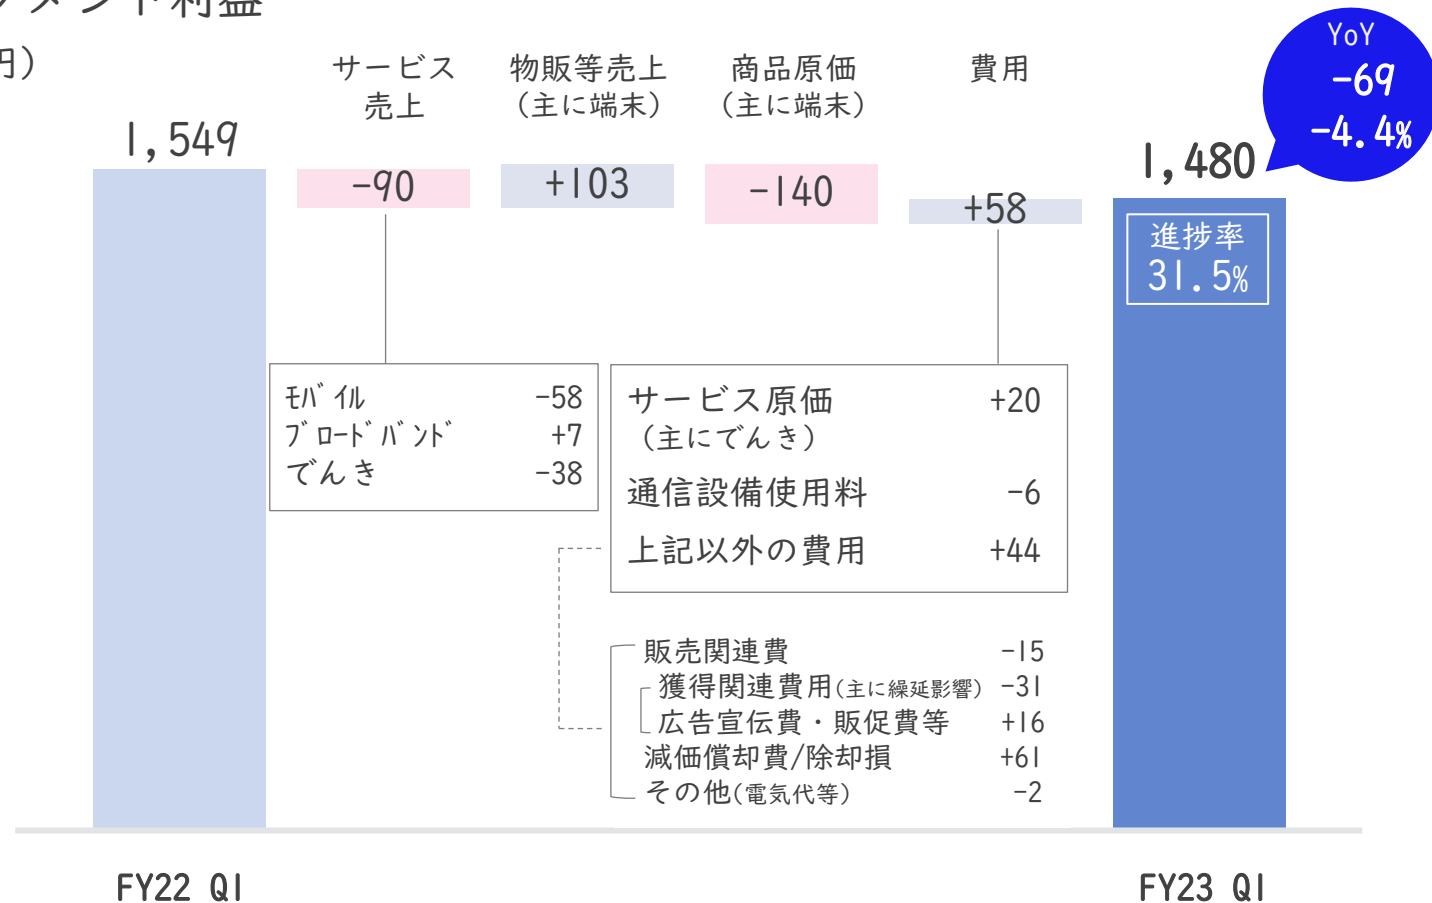 メント利益
円)
サービス
売上
物販等売上
(主に端末)
商品原価
(主に端末)
費用
YoY
-69
-4.4%
1,549
-90
+103
-140
+58
1,480
進捗率
31.5%
ﾓﾊﾞｲﾙ -58
ﾌﾞﾛｰﾄﾞﾊﾞﾝﾄﾞ +7
でんき -38
サービス原価 +20
(主にでんき)
通信設備使用料 -6
上記以外の費用 +44
販売関連費 -15
獲得関連費用(主に繰延影響) -31
広告宣伝費・販促費等 +16
減価償却費/除却損 +61
その他(電気代等) -2
FY22 Q1
FY23 Q1